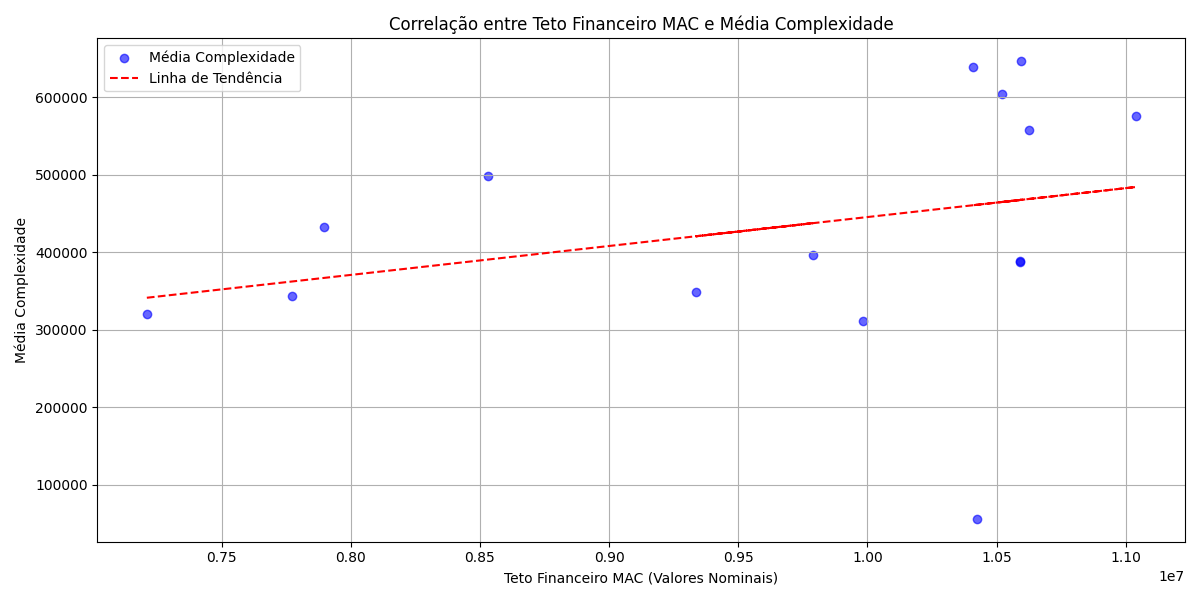 Correlação entre Teto Financeiro MAC e Média Complexidade
Média Complexidade
Linha de Tendência
600000
500000
400000
300000
200000
100000
Média Complexidade
0.75
0.80
0.85
0.90
0.95
1.00
1.05
1.10
1e7
Teto Financeiro MAC (Valores Nominais)